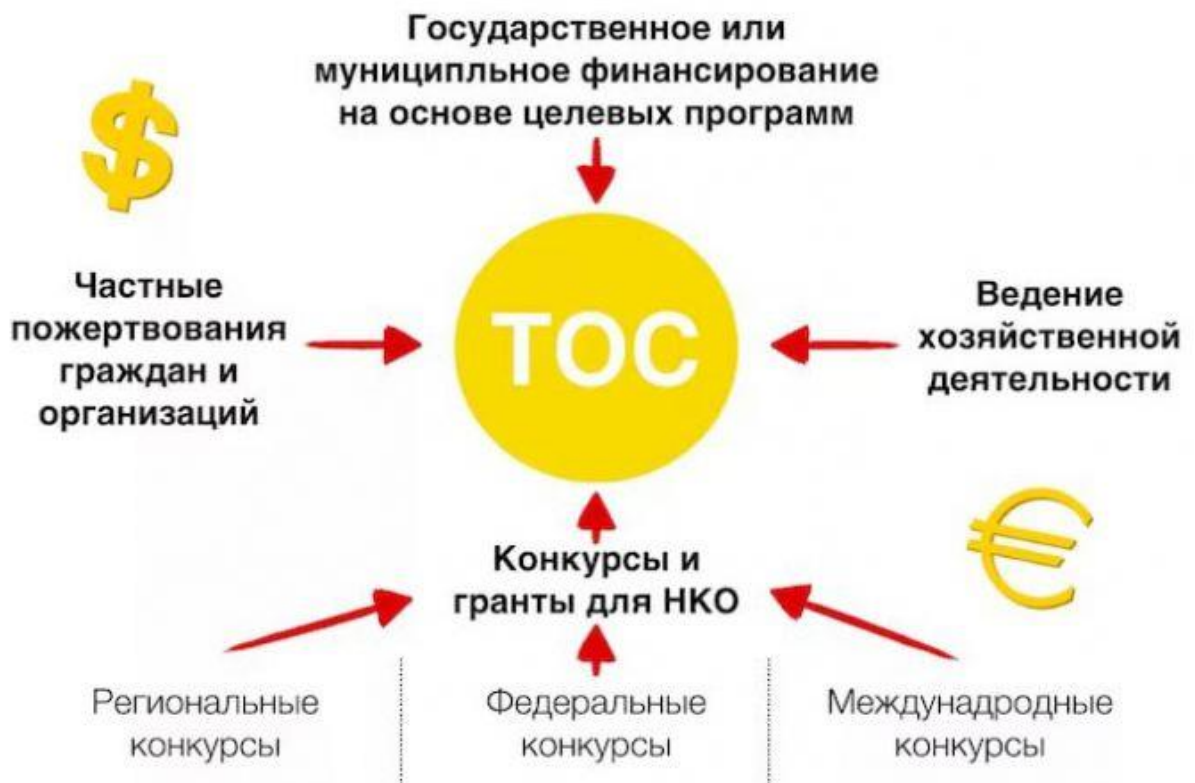 Государственное или
муниципльное финансирование
на основе целевых программ
Частные
пожертвования
граждан и
организаций
ТОС
Ведение
хозяйственной
деятельности
Конкурсы и
гранты для НКО
Региональные
конкурсы
Федеральные
конкурсы
Междунадродные
конкурсы